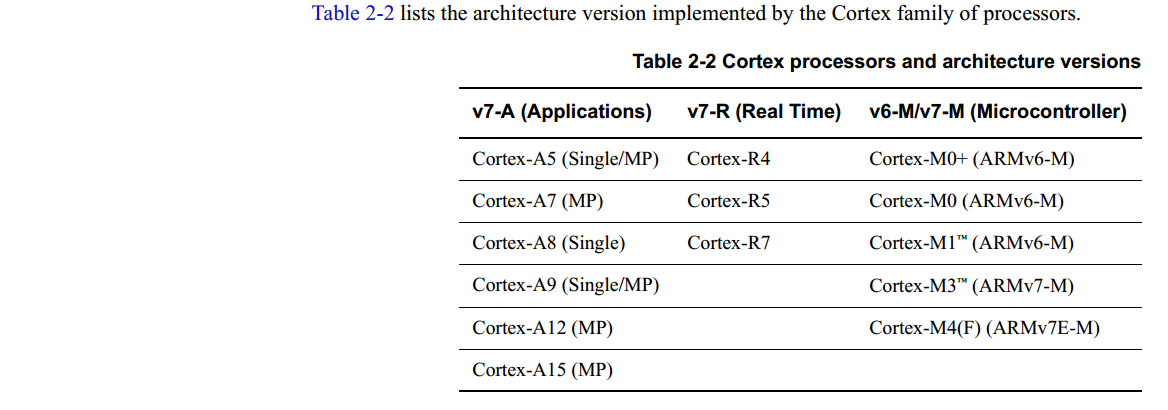 Table 2-2 lists the architecture version implemented by the Cortex family of processors.
Table 2-2 Cortex processors and architecture versions
v7-A (Applications) v7-R (Real Time) v6-M/v7-M (Microcontroller)
Cortex-A5 (Single/MP) Cortex-R4 Cortex-M0+ (ARMv6-M)
Cortex-A7 (MP) Cortex-R5 Cortex-M0 (ARMv6-M)
Cortex-A8 (Single) Cortex-R7 Cortex-M1™ (ARMv6-M)
Cortex-A9 (Single/MP) Cortex-M3™ (ARMv7-M)
Cortex-A12 (MP) Cortex-M4(F) (ARMv7E-M)
Cortex-A15 (MP)